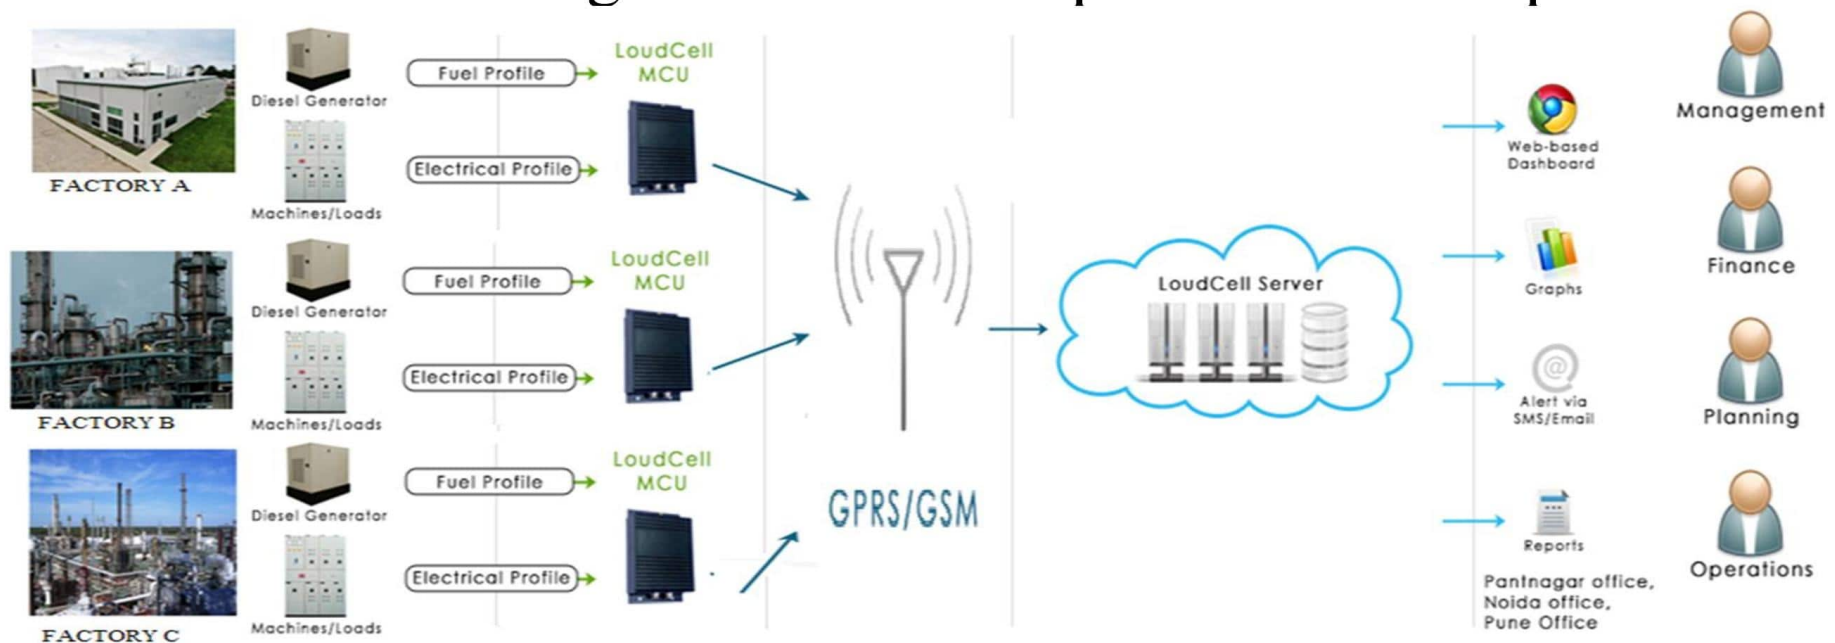 FACTORY A
Diesel Generator
Machines/Loads
Fuel Profile
Electrical Profile
LoudCell
MCU
FACTORY B
Diesel Generator
Machines/Loads
Fuel Profile
Electrical Profile
LoudCell
MCU
FACTORY C
Diesel Generator
Machines/Loads
Fuel Profile
Electrical Profile
LoudCell
MCU
GPRS/GSM
LoudCell Server
Web-based
Dashboard
Graphs
Alert via
SMS/Email
Reports
Pantnagar office,
Noida office,
Pune Office
Management
Finance
Planning
Operations